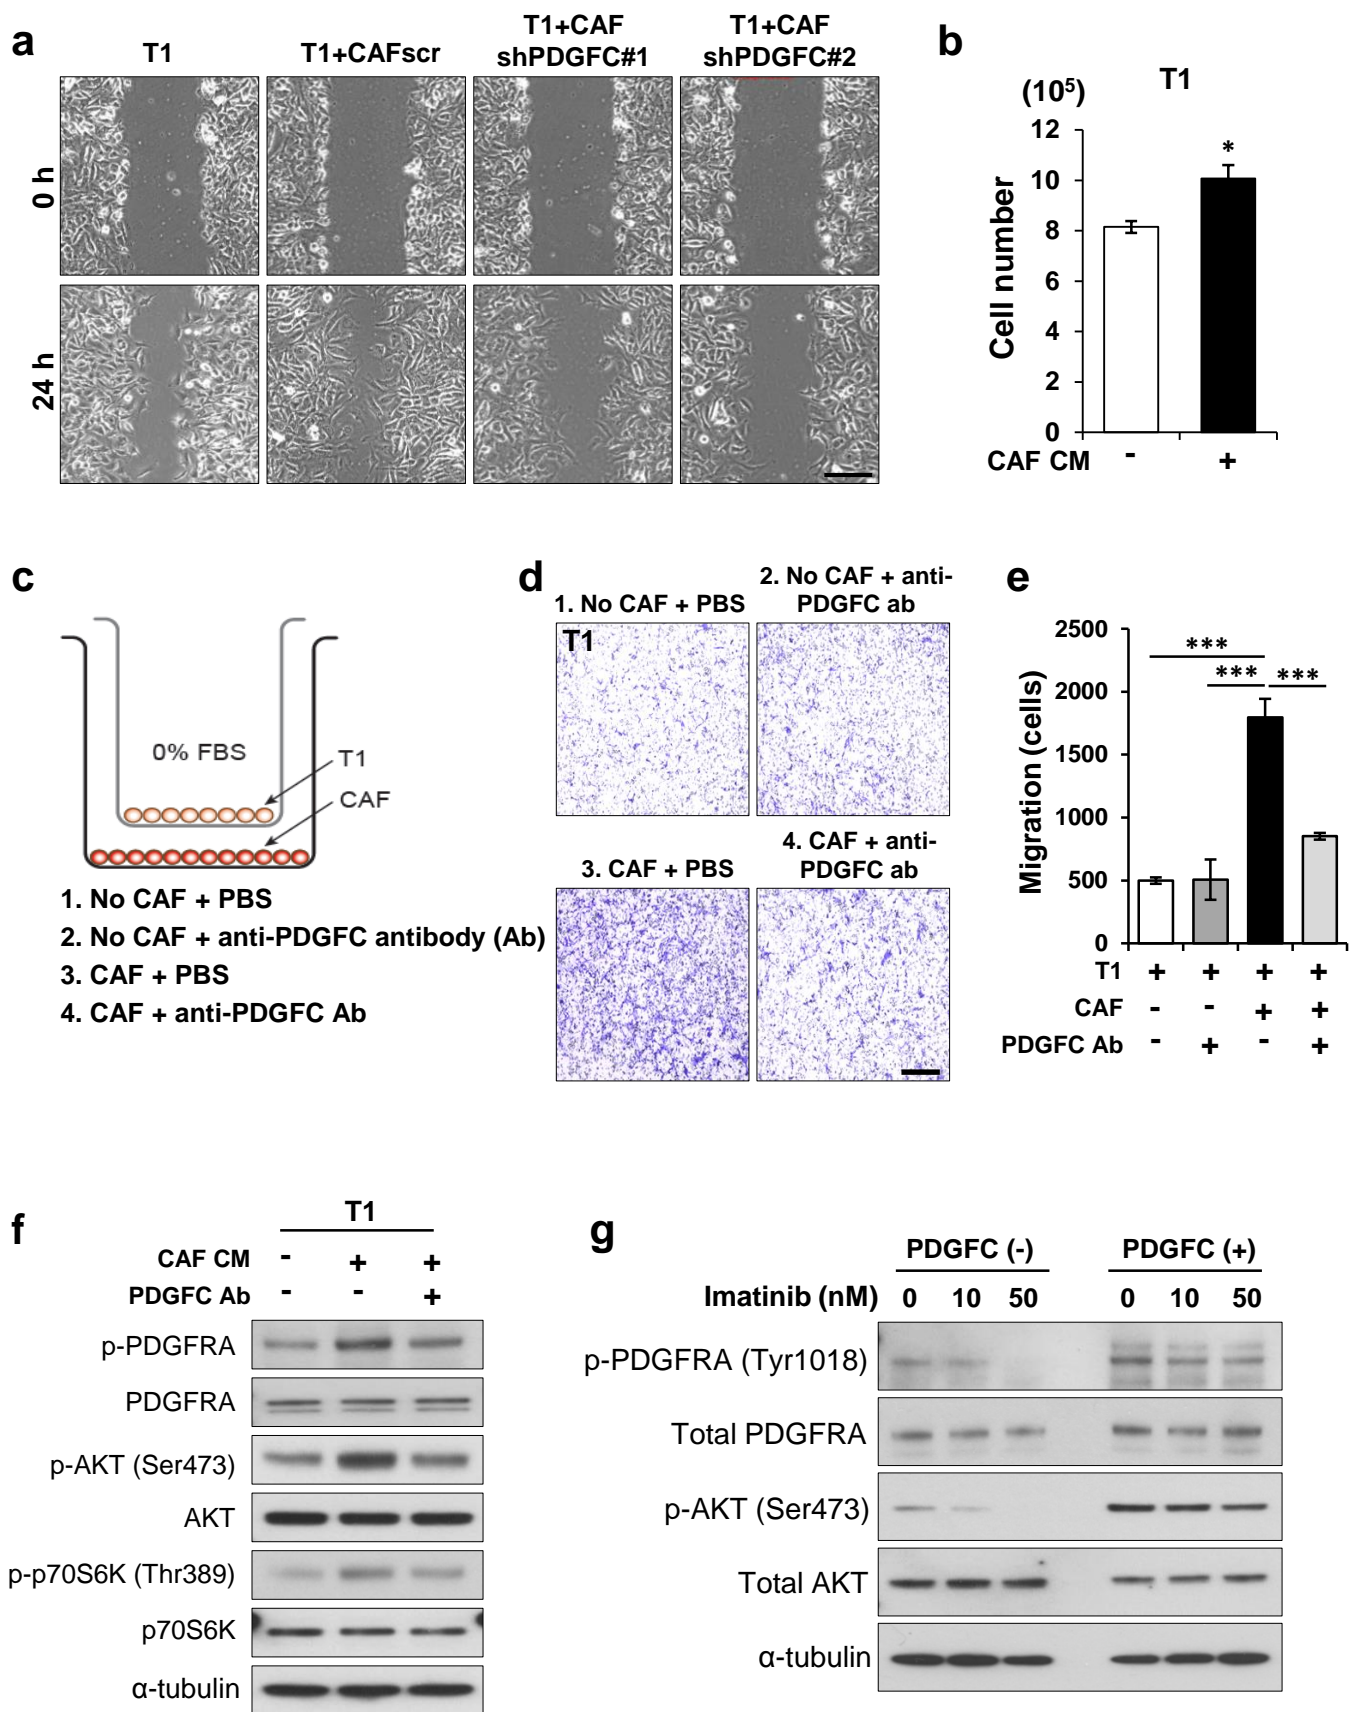 a
T1
T1+CAFscr
T1+CAF
shPDGFC#1
T1+CAF
shPDGFC#2
0 h
24 h
b
T1
(10⁵)
Cell number
12
10
8
6
4
2
0
*
CAF CM - +
c
0% FBS
T1
CAF
1. No CAF + PBS
2. No CAF + anti-PDGFC antibody (Ab)
3. CAF + PBS
4. CAF + anti-PDGFC Ab
d
1. No CAF + PBS
2. No CAF + anti-
PDGFC ab
T1
3. CAF + PBS
4. CAF + anti-
PDGFC ab
e
Migration (cells)
2500
2000
1500
1000
500
0
***
*** ***
T1 + + + +
CAF - - + +
PDGFC Ab - + - +
f
T1
CAF CM - + +
PDGFC Ab - - +
p-PDGFRA
PDGFRA
p-AKT (Ser473)
AKT
p-p70S6K (Thr389)
p70S6K
α-tubulin
g
PDGFC (-) PDGFC (+)
Imatinib (nM) 0 10 50 0 10 50
p-PDGFRA (Tyr1018)
Total PDGFRA
p-AKT (Ser473)
Total AKT
α-tubulin